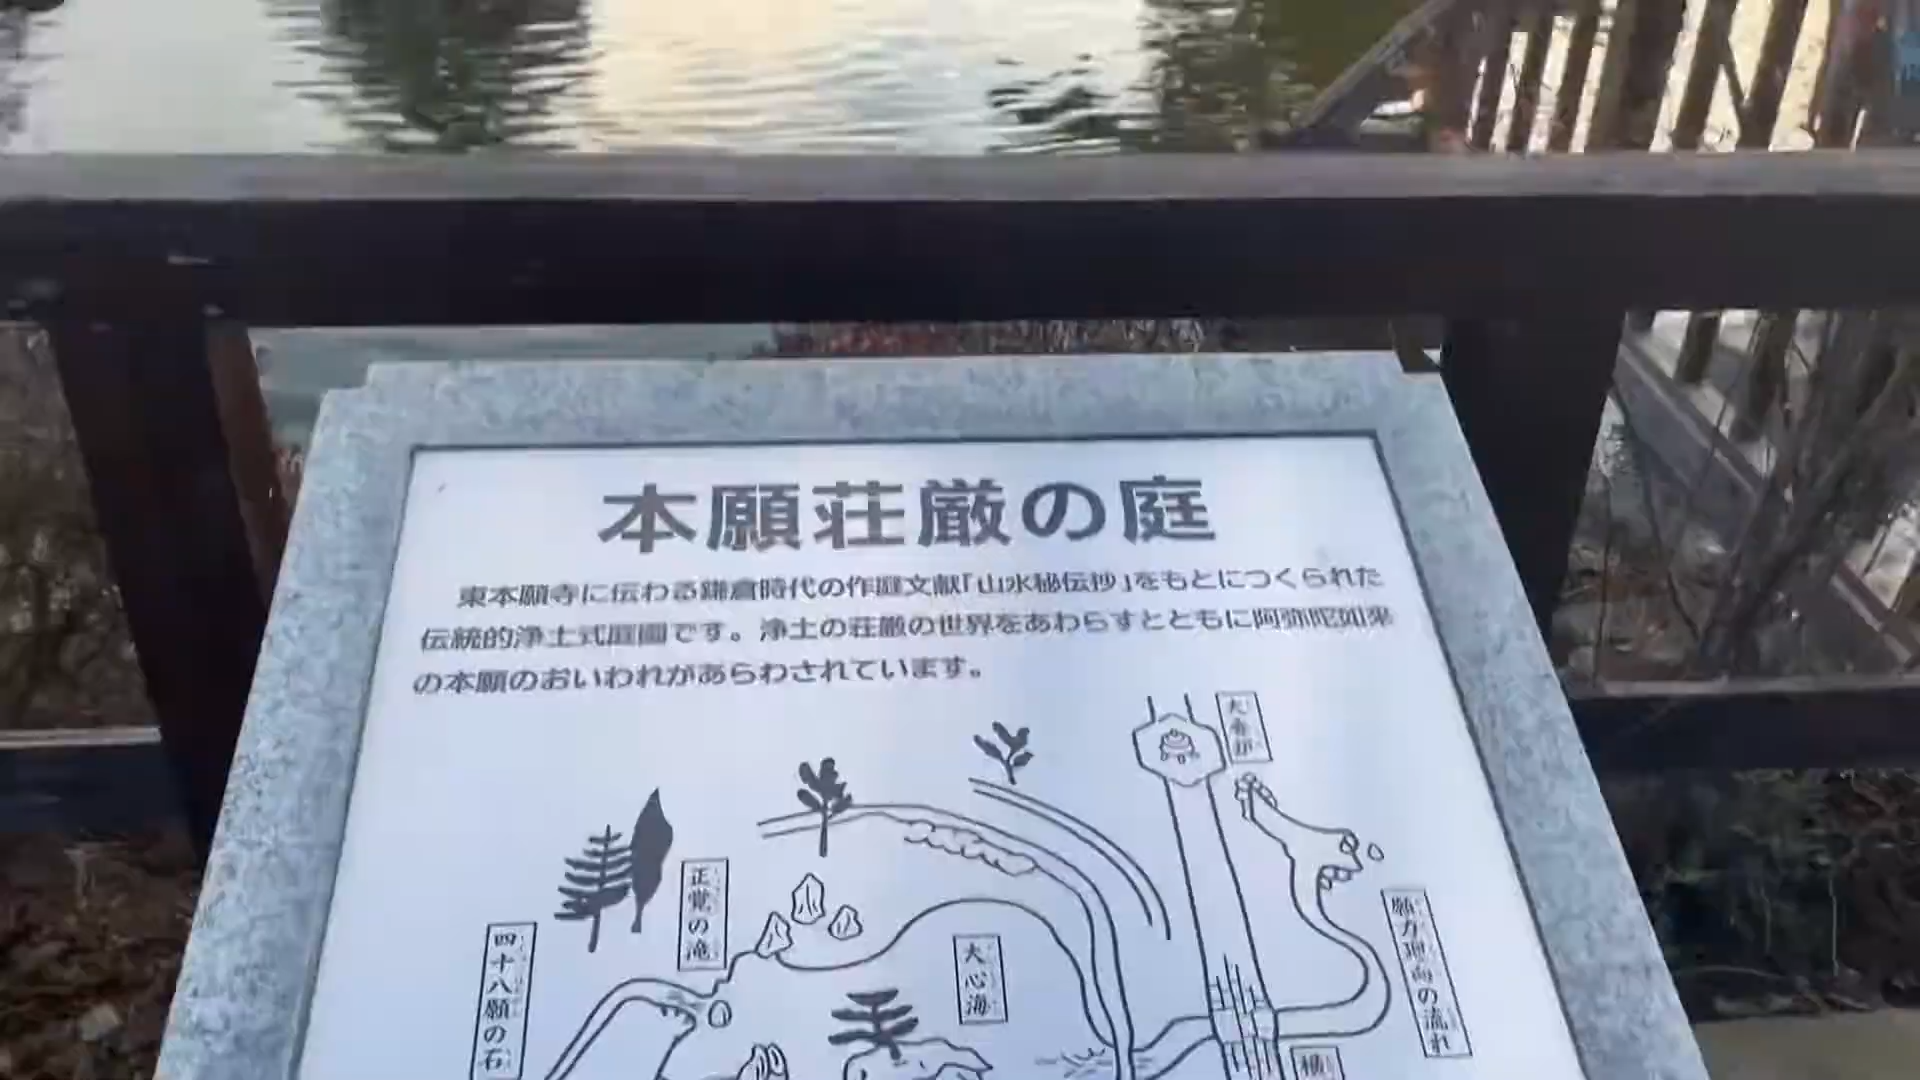 本願荘厳の庭
東本願寺に伝わる鎌倉時代の作庭文献「山水秘伝抄」をもとにつくられた
伝統的浄土式庭園です。浄土の荘厳の世界をあらわすとともに阿弥陀如来
の本願のおいわれがあらわされています。
大香炉
正覚の滝
四十八願の石
大心海
の流れ